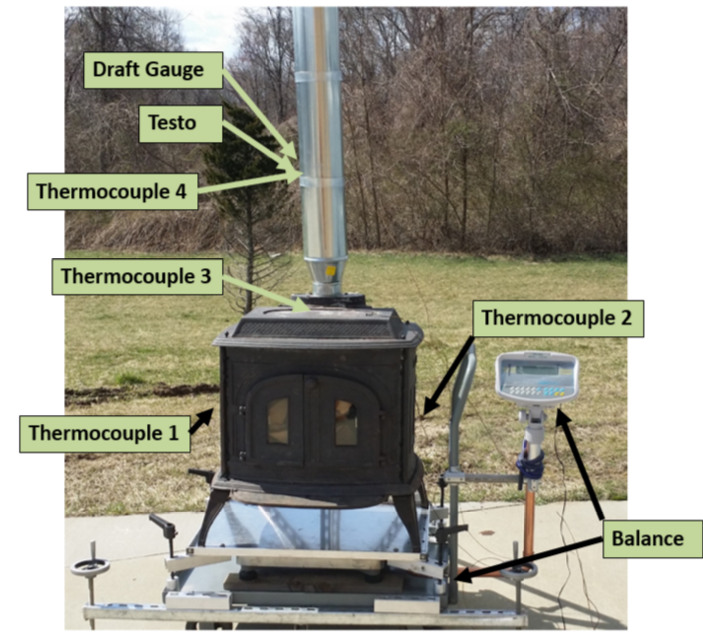 Draft Gauge
Testo
Thermocouple 4
Thermocouple 3
Thermocouple 2
Thermocouple 1
Balance